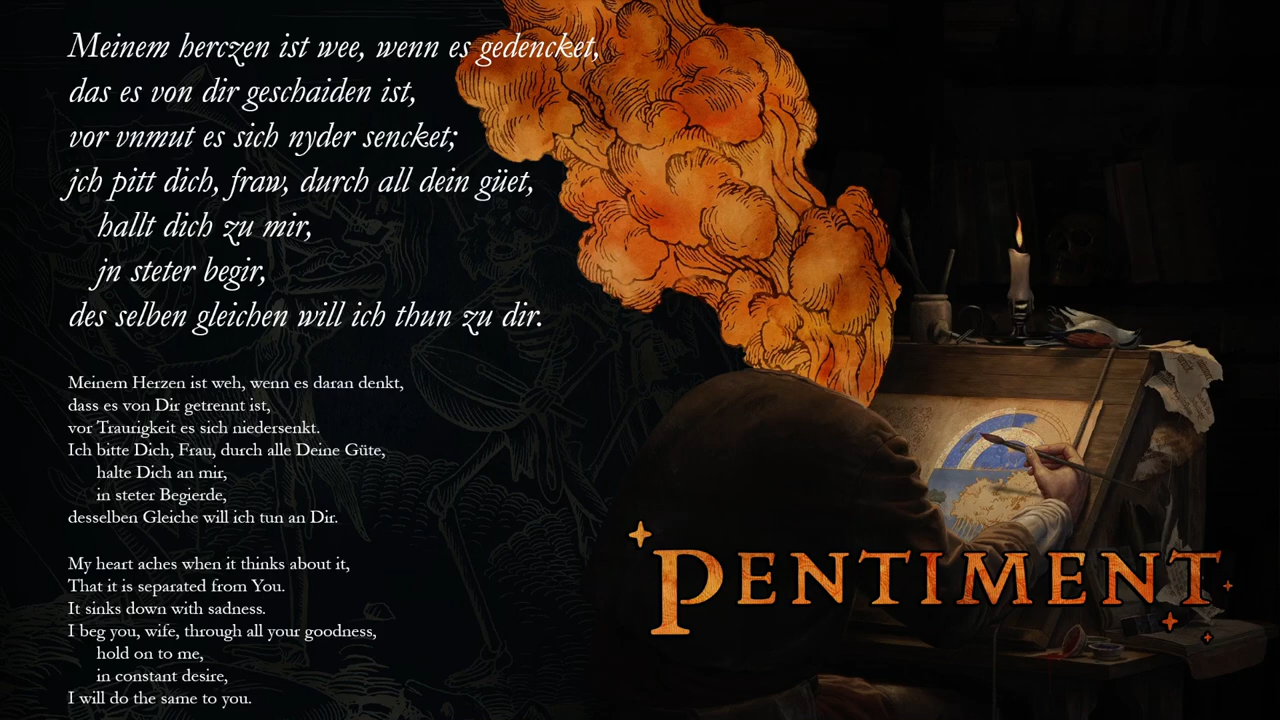 Meinem herczen ist wee, wenn es gedencket,
das es von dir geschaiden ist,
vor vnmut es sich nyder sencket;
jch pitt dich, fraw, durch all dein güet,
hallt dich zu mir,
jn steter begir,
des selben gleichen will ich thun zu dir.
Meinem Herzen ist weh, wenn es daran denkt,
dass es von Dir getrennt ist,
vor Traurigkeit es sich niedersenkt.
Ich bitte Dich, Frau, durch alle Deine Güte,
halte Dich an mir,
in steter Begierde,
desselben Gleiche will ich tun an Dir.
My heart aches when it thinks about it,
That it is separated from You.
It sinks down with sadness.
I beg you, wife, through all your goodness,
hold on to me,
in constant desire,
I will do the same to you.
PENTIMENT